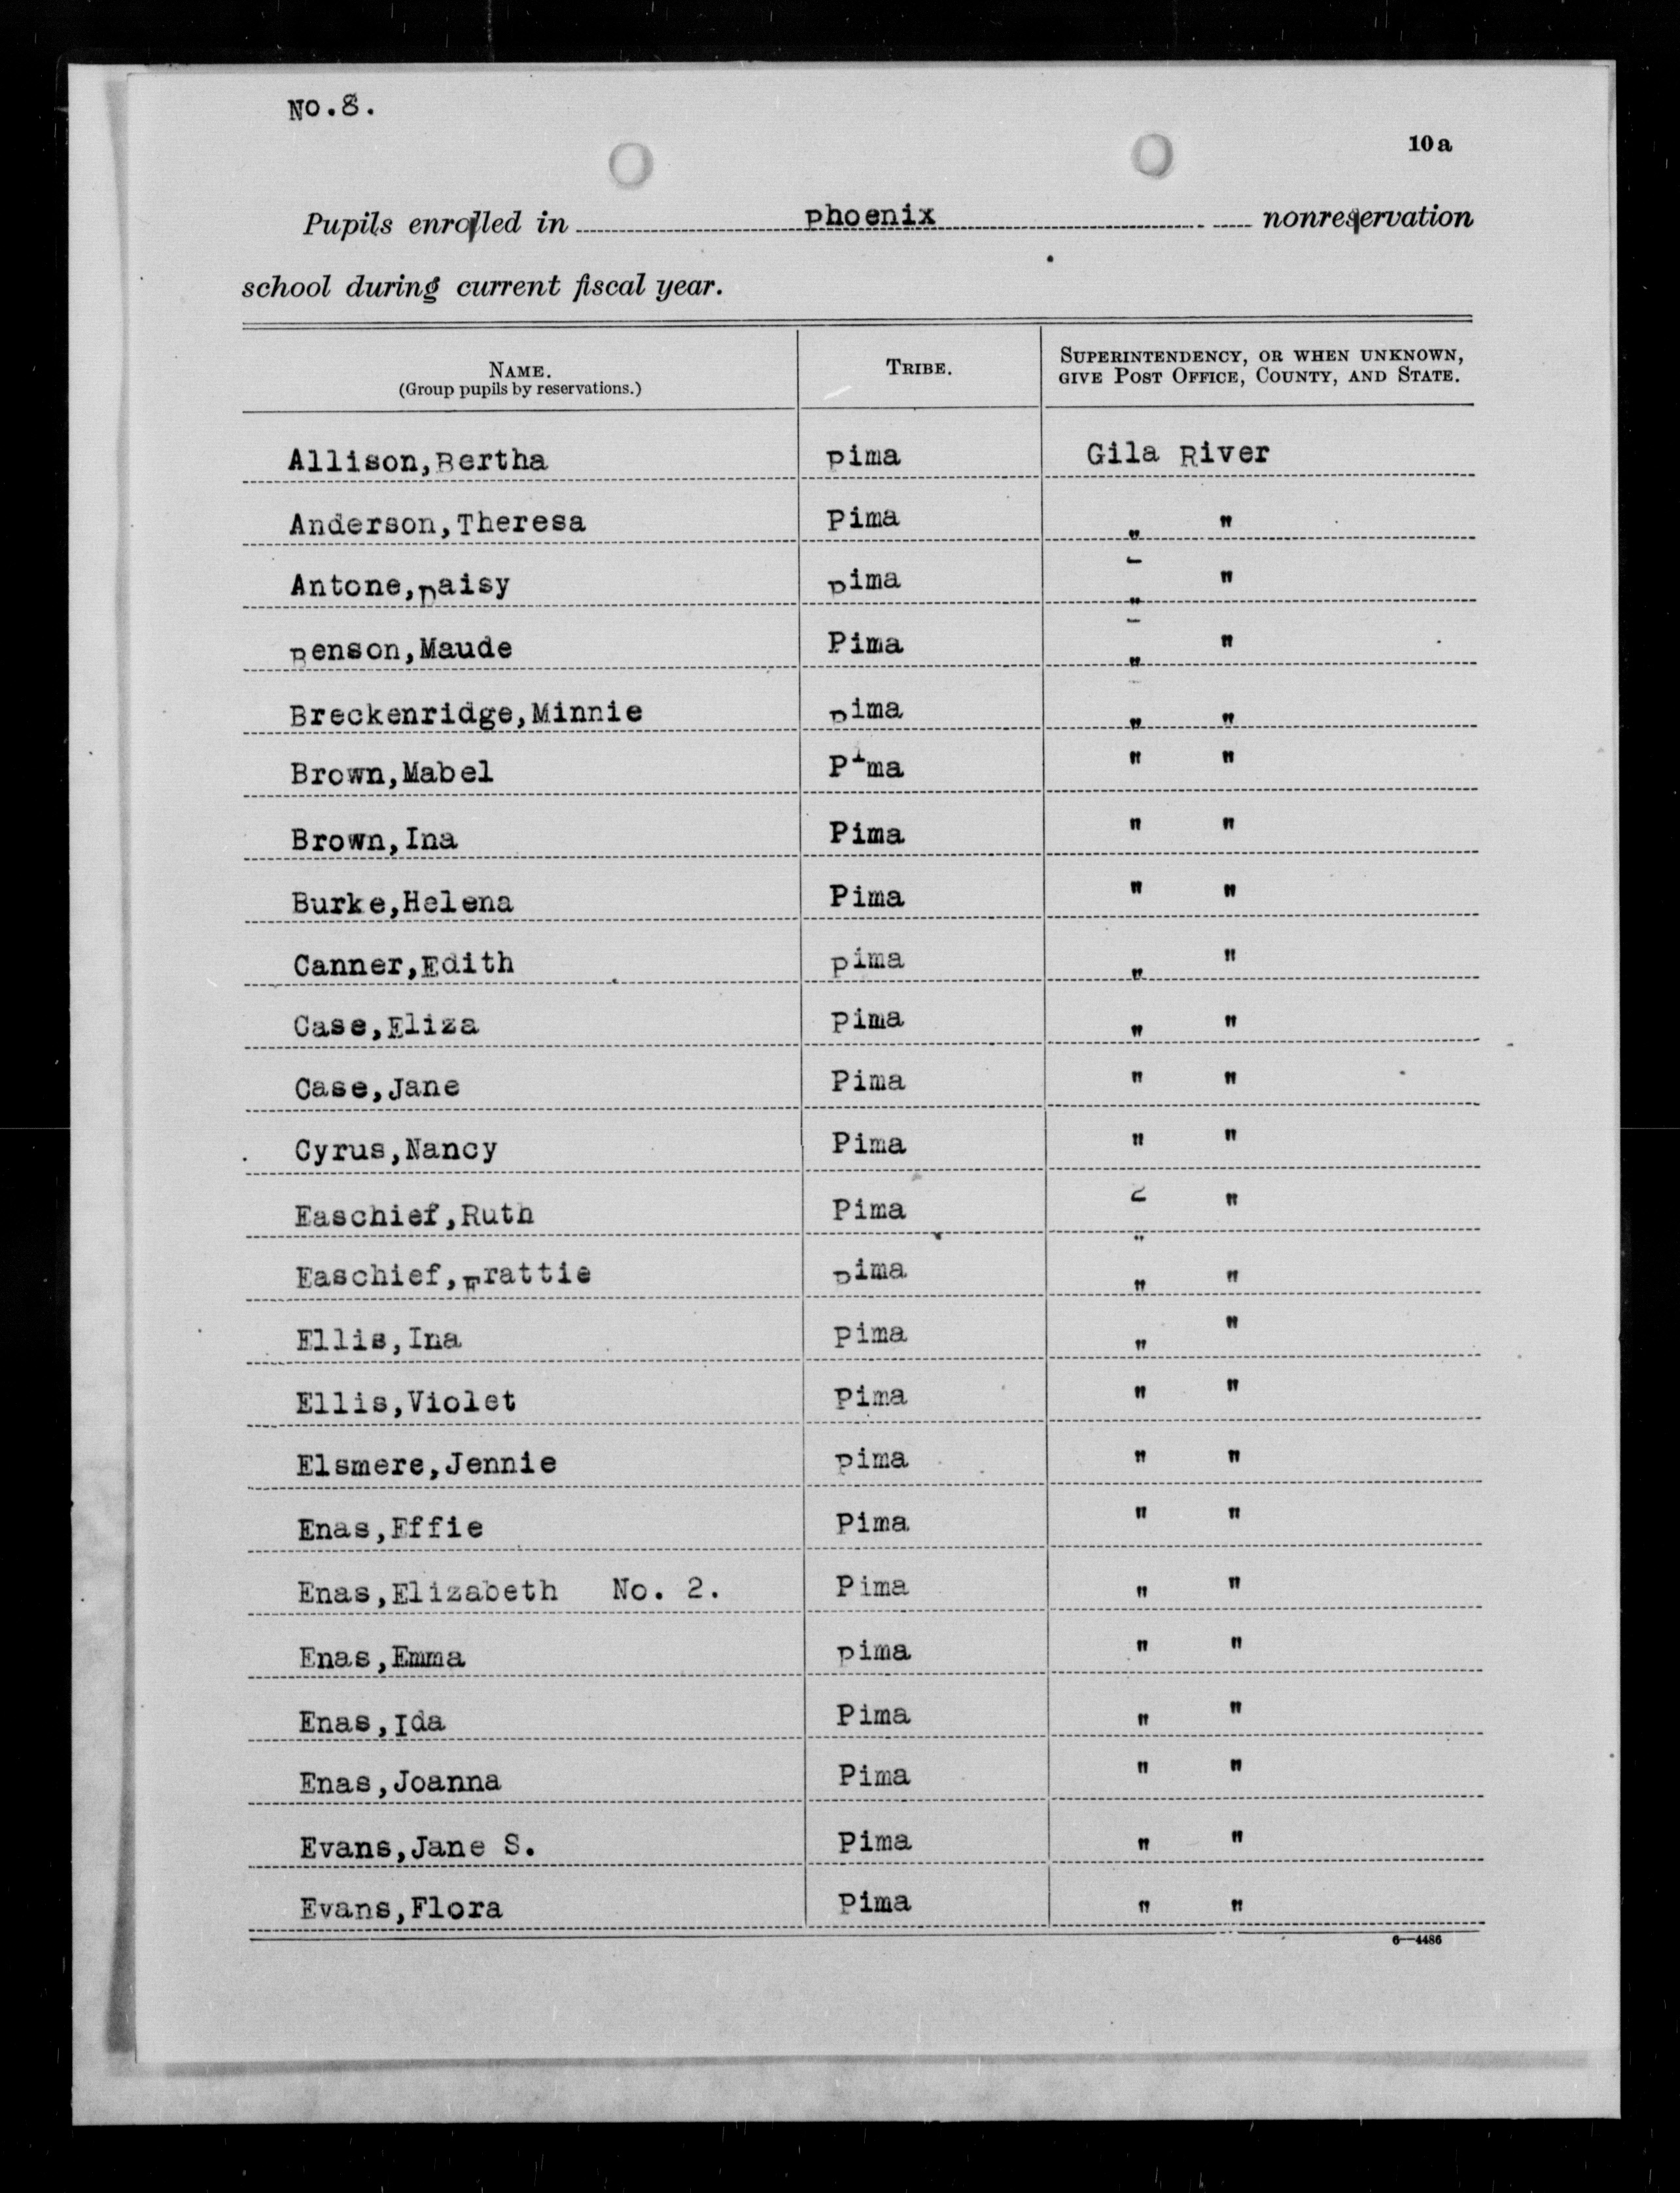 No.8.
10a
Pupils enrolled in phoenix nonreservation
school during current fiscal year.
NAME. TRIBE. SUPERINTENDENCY, OR WHEN UNKNOWN,
(Group pupils by reservations.) GIVE POST OFFICE, COUNTY, AND STATE.
Allison,Bertha Pima Gila River
Anderson,Theresa Pima " "
Antone,Daisy Pima " "
Benson,Maude Pima " "
Breckenridge,Minnie Pima " "
Brown,Mabel Pima " "
Brown,Ina Pima " "
Burke,Helena Pima " "
Canner,Edith Pima " "
Case,Eliza Pima " "
Case,Jane Pima " "
Cyrus,Nancy Pima " "
Easchief,Ruth Pima " "
Easchief,Frattie Pima " "
Ellis,Ina Pima " "
Ellis,Violet Pima " "
Elsmere,Jennie Pima " "
Enas,Effie Pima " "
Enas,Elizabeth No. 2. Pima " "
Enas,Emma Pima " "
Enas,Ida Pima " "
Enas,Joanna Pima " "
Evans,Jane S. Pima " "
Evans,Flora Pima " "
6—4486